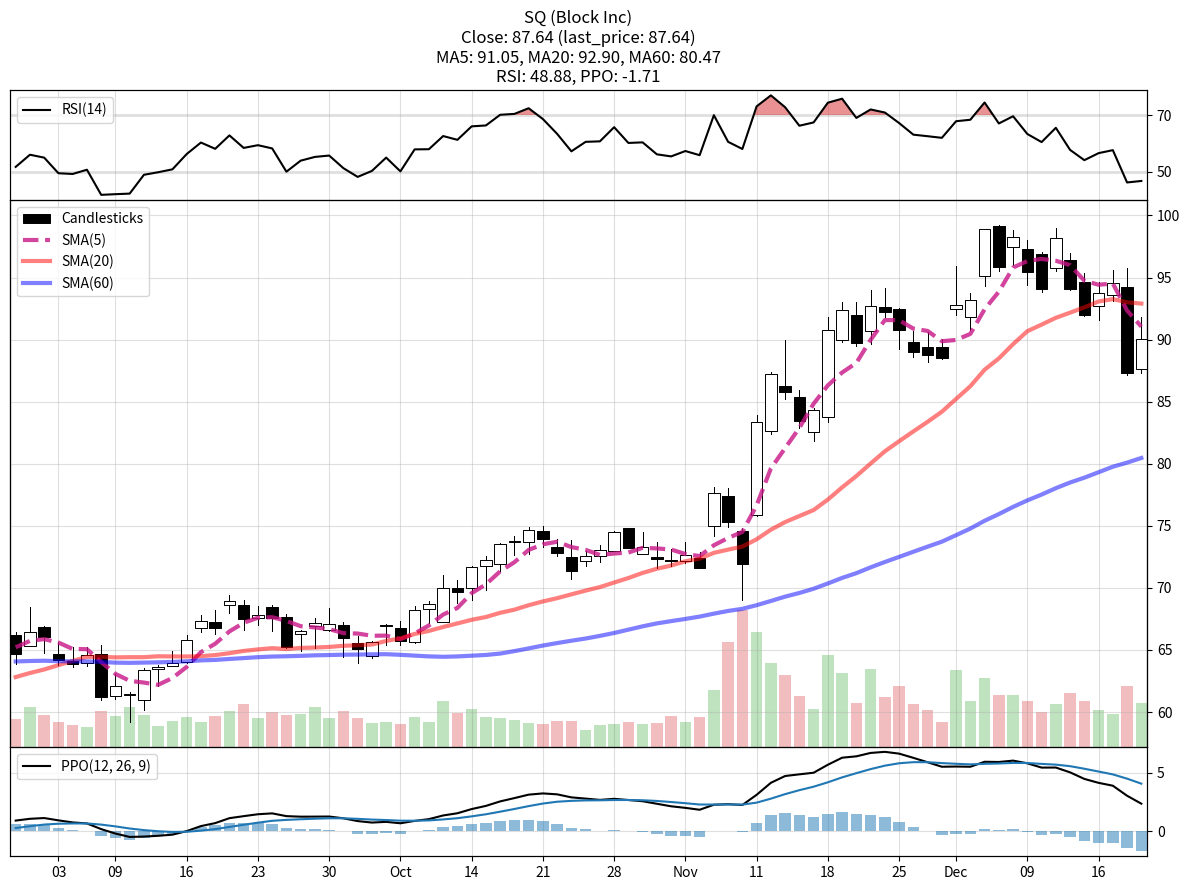 SQ (Block Inc)
Close: 87.64 (last_price: 87.64)
MA5: 91.05, MA20: 92.90, MA60: 80.47
RSI: 48.88, PPO: -1.71
RSI(14)
70
50
Candlesticks
SMA(5)
SMA(20)
SMA(60)
100
95
90
85
80
75
70
65
60
PPO(12, 26, 9)
5
0
03 09 16 23 30 Oct 14 21 28 Nov 11 18 25 Dec 09 16